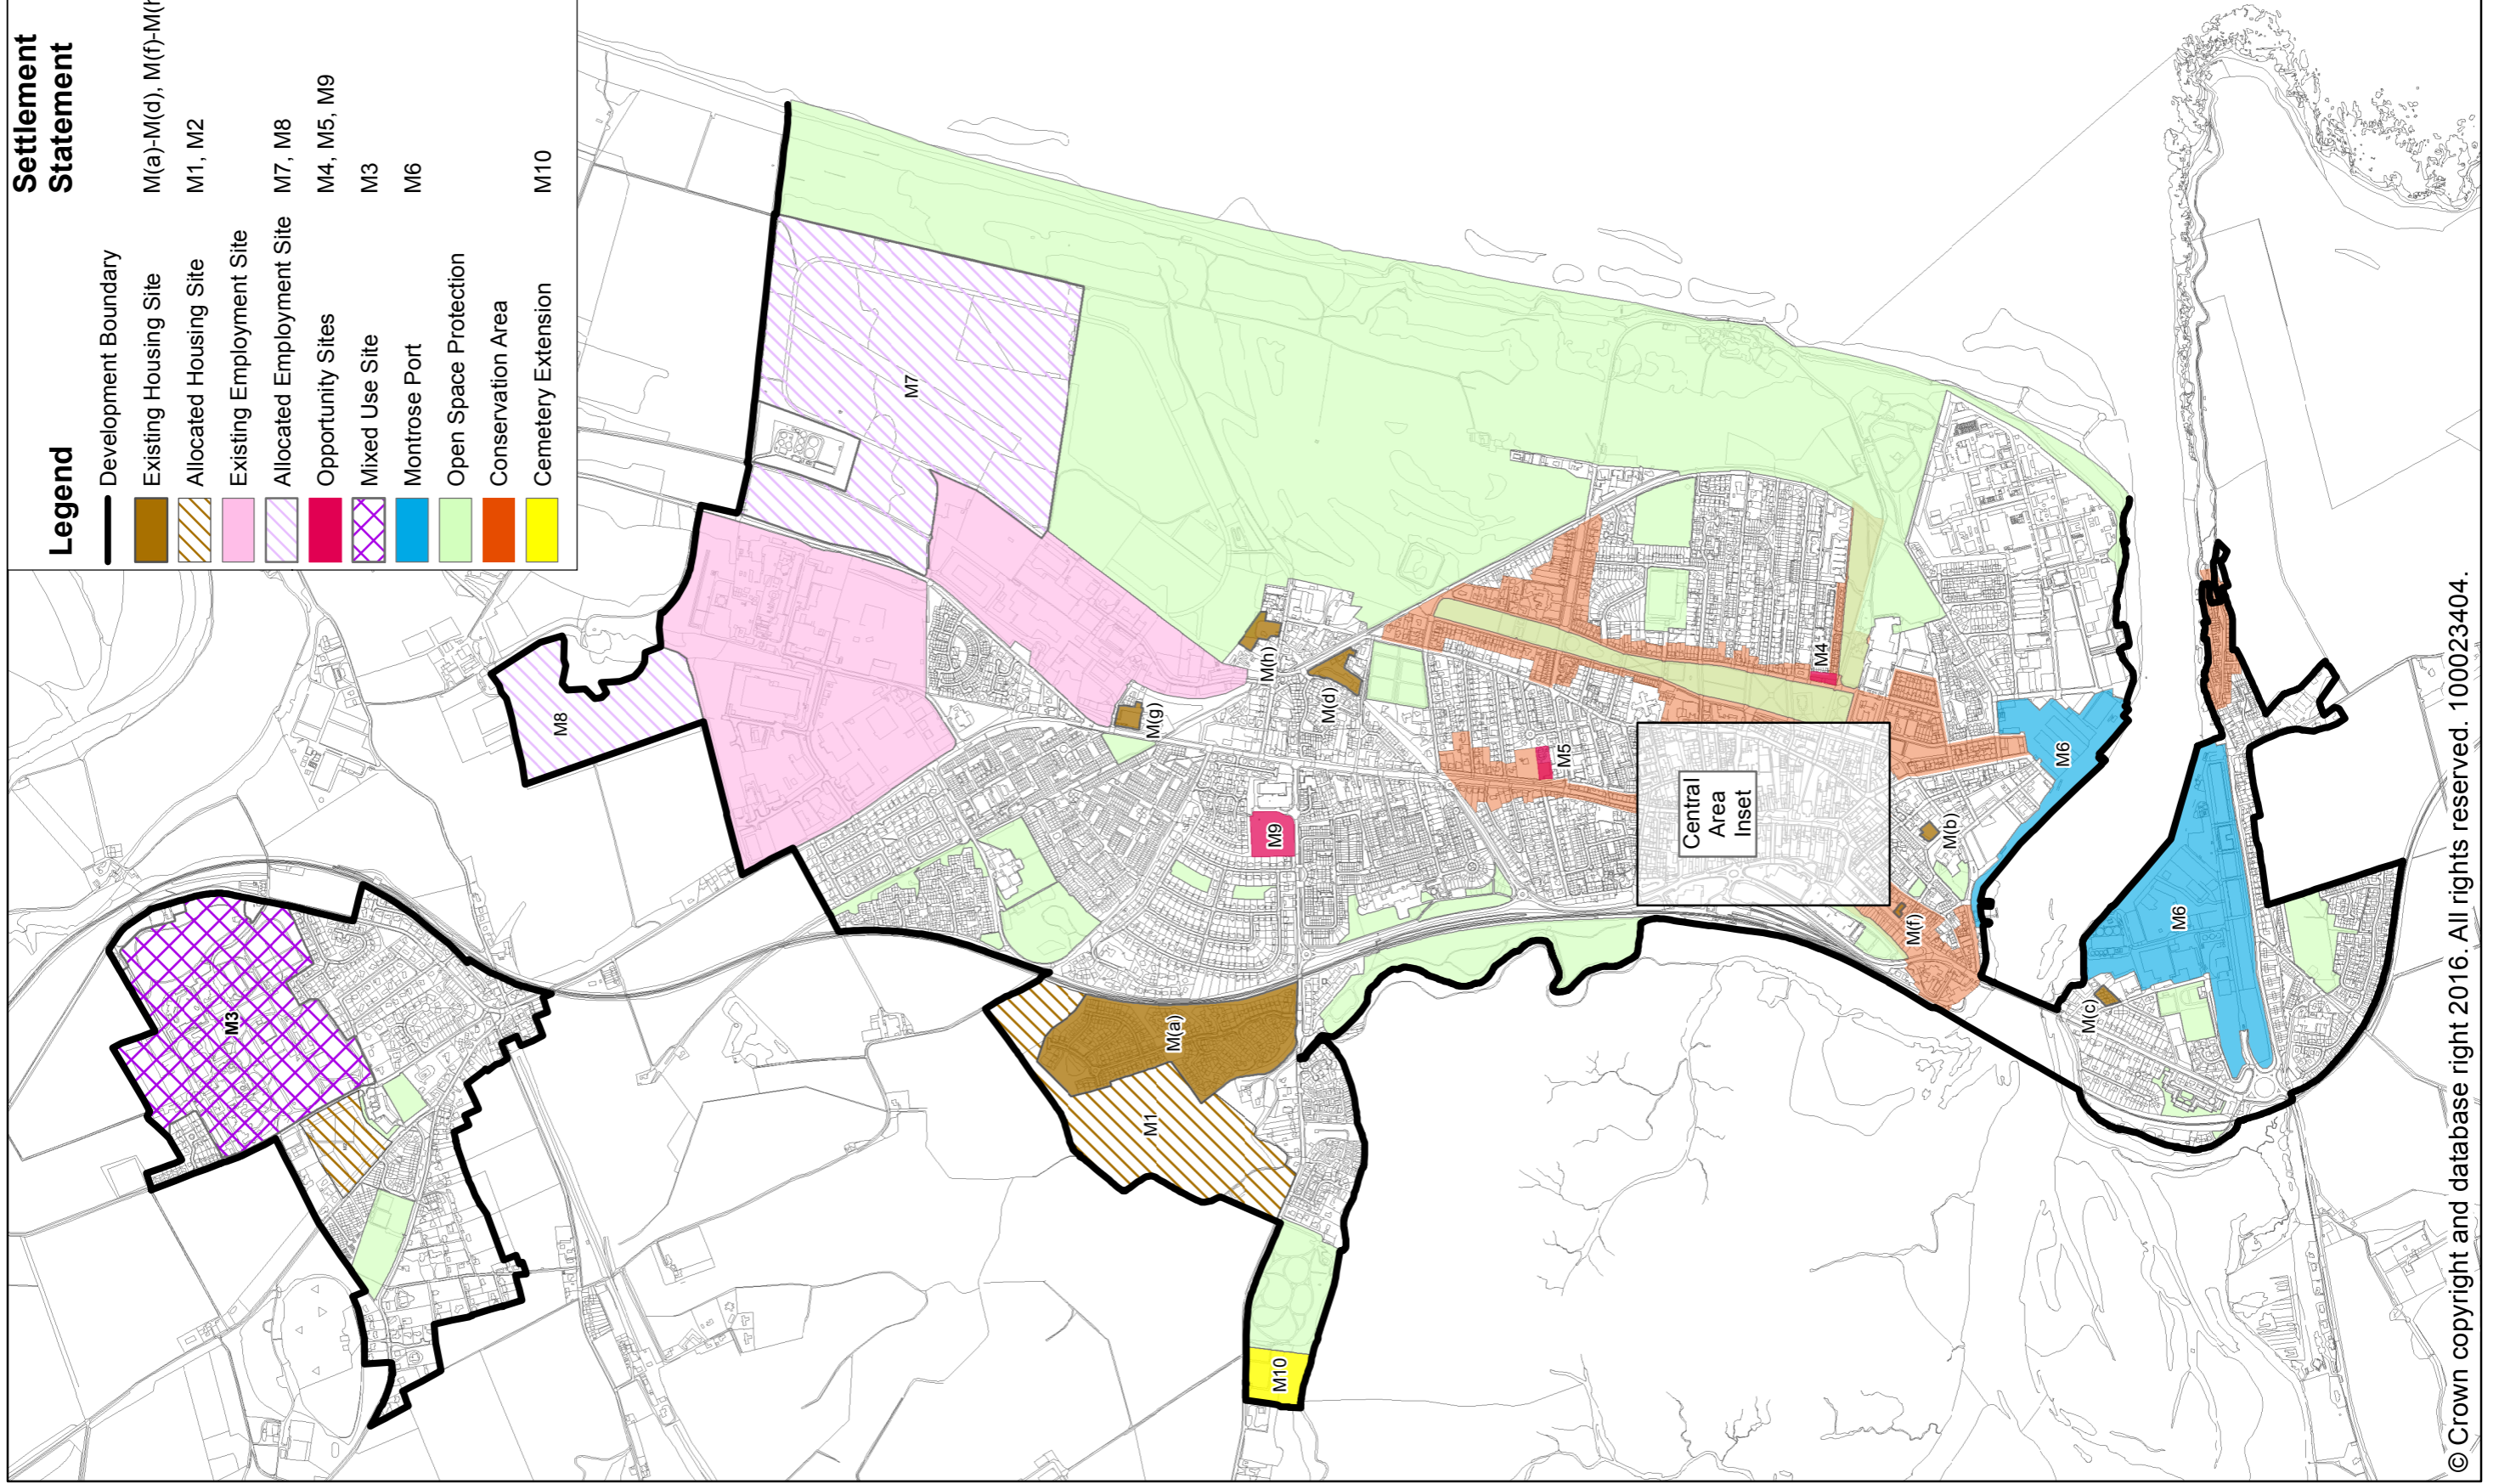 Settlement
Statement
Legend
Development Boundary
Existing Housing Site M(a)-M(d), M(f)-M(h
Allocated Housing Site M1, M2
Existing Employment Site
Allocated Employment Site M7, M8
Opportunity Sites M4, M5, M9
Mixed Use Site M3
Montrose Port M6
Open Space Protection
Conservation Area
Cemetery Extension M10
M3
M8
M7
M1
M(a)
M10
M(g)
M(h)
M(d)
M9
M5
M4
Central
Area
Inset
M(f)
M(b)
M6
M6
M(c)
© Crown copyright and database right 2016. All rights reserved. 100023404.